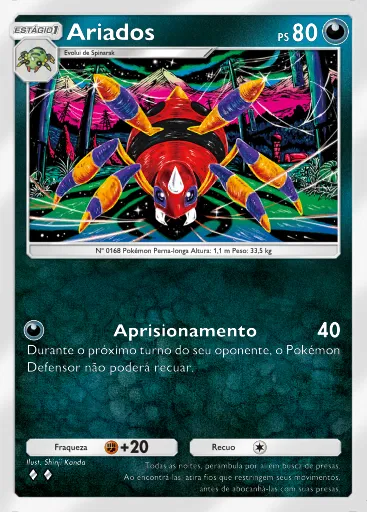 ESTÁGIO 1
Ariados
PS 80
Evolui de Spinarak
Nº 0168 Pokémon Perna-longa Altura: 1,1 m Peso: 33,5 kg
Aprisionamento 40
Durante o próximo turno do seu oponente, o Pokémon
Defensor não poderá recuar.
Fraqueza +20 Recuo
Ilust. Shinji Kanda
Todas as noites, perambula por aí em busca de presas.
Ao encontrá-las, atira fios que restringem seus movimentos,
antes de abocanhá-las com suas presas.